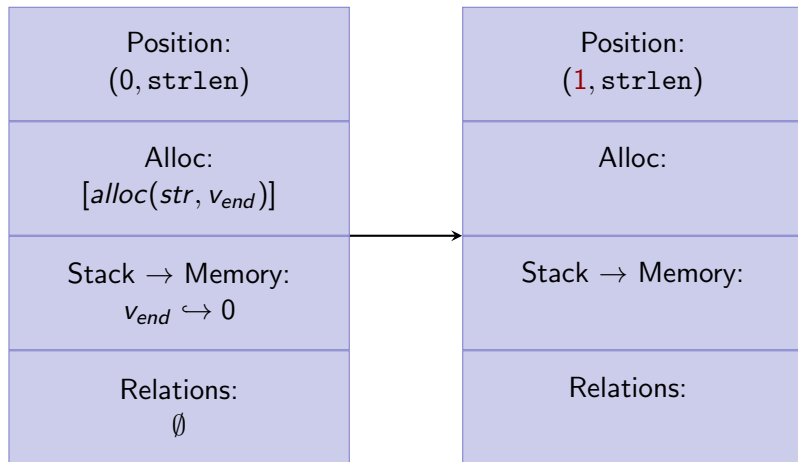 Position:
(0, strlen)
Alloc:
[alloc(str, v_end)]
Stack → Memory:
v_end ↪ 0
Relations:
∅
Position:
(1, strlen)
Alloc:
Stack → Memory:
Relations: